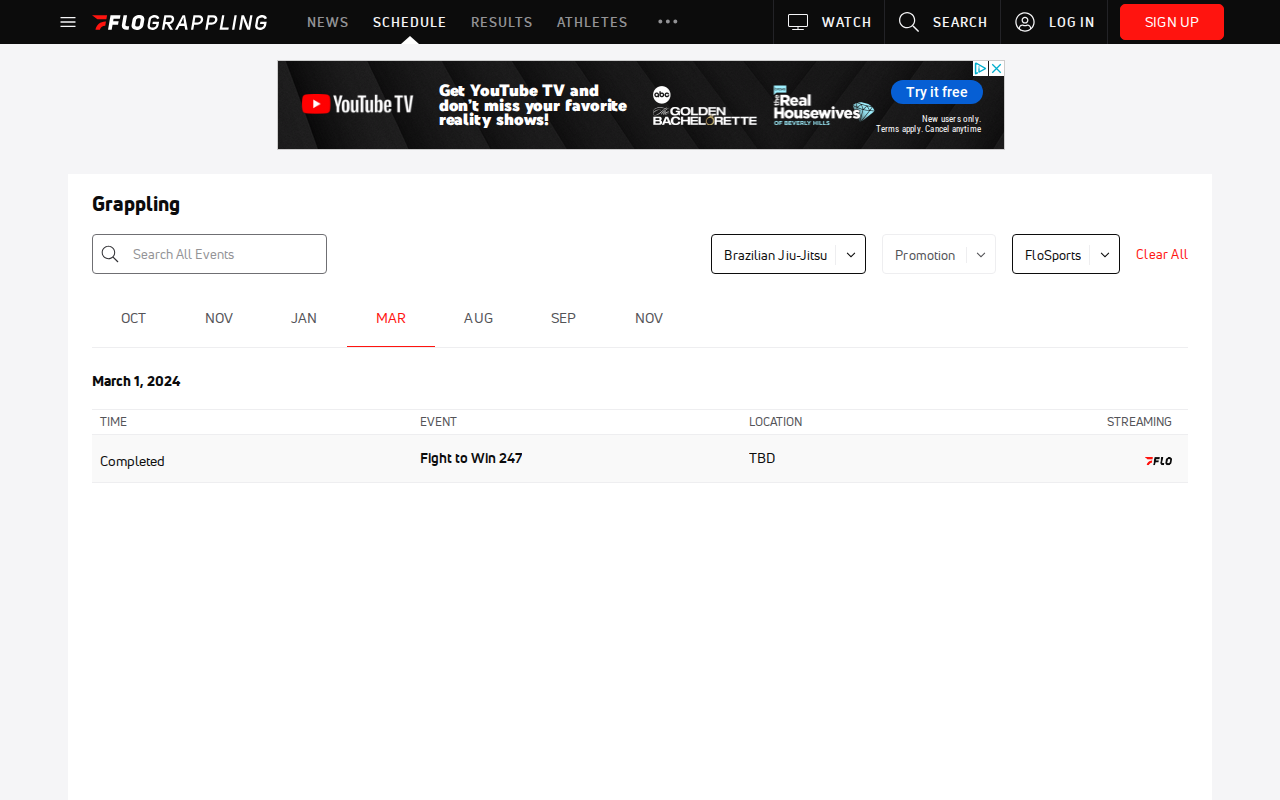 FLOGRAPPLING NEWS SCHEDULE RESULTS ATHLETES WATCH SEARCH LOG IN SIGN UP
YouTube TV
Get YouTube TV and
don't miss your favorite
reality shows!
abc
The GOLDEN
BACHELORETTE
the Real
Housewives
OF BEVERLY HILLS
Try it free
New users only.
Terms apply. Cancel anytime
Grappling
Search All Events Brazilian Jiu-Jitsu Promotion FloSports Clear All
OCT NOV JAN MAR AUG SEP NOV
March 1, 2024
TIME EVENT LOCATION STREAMING
Completed Fight to Win 247 TBD FLO